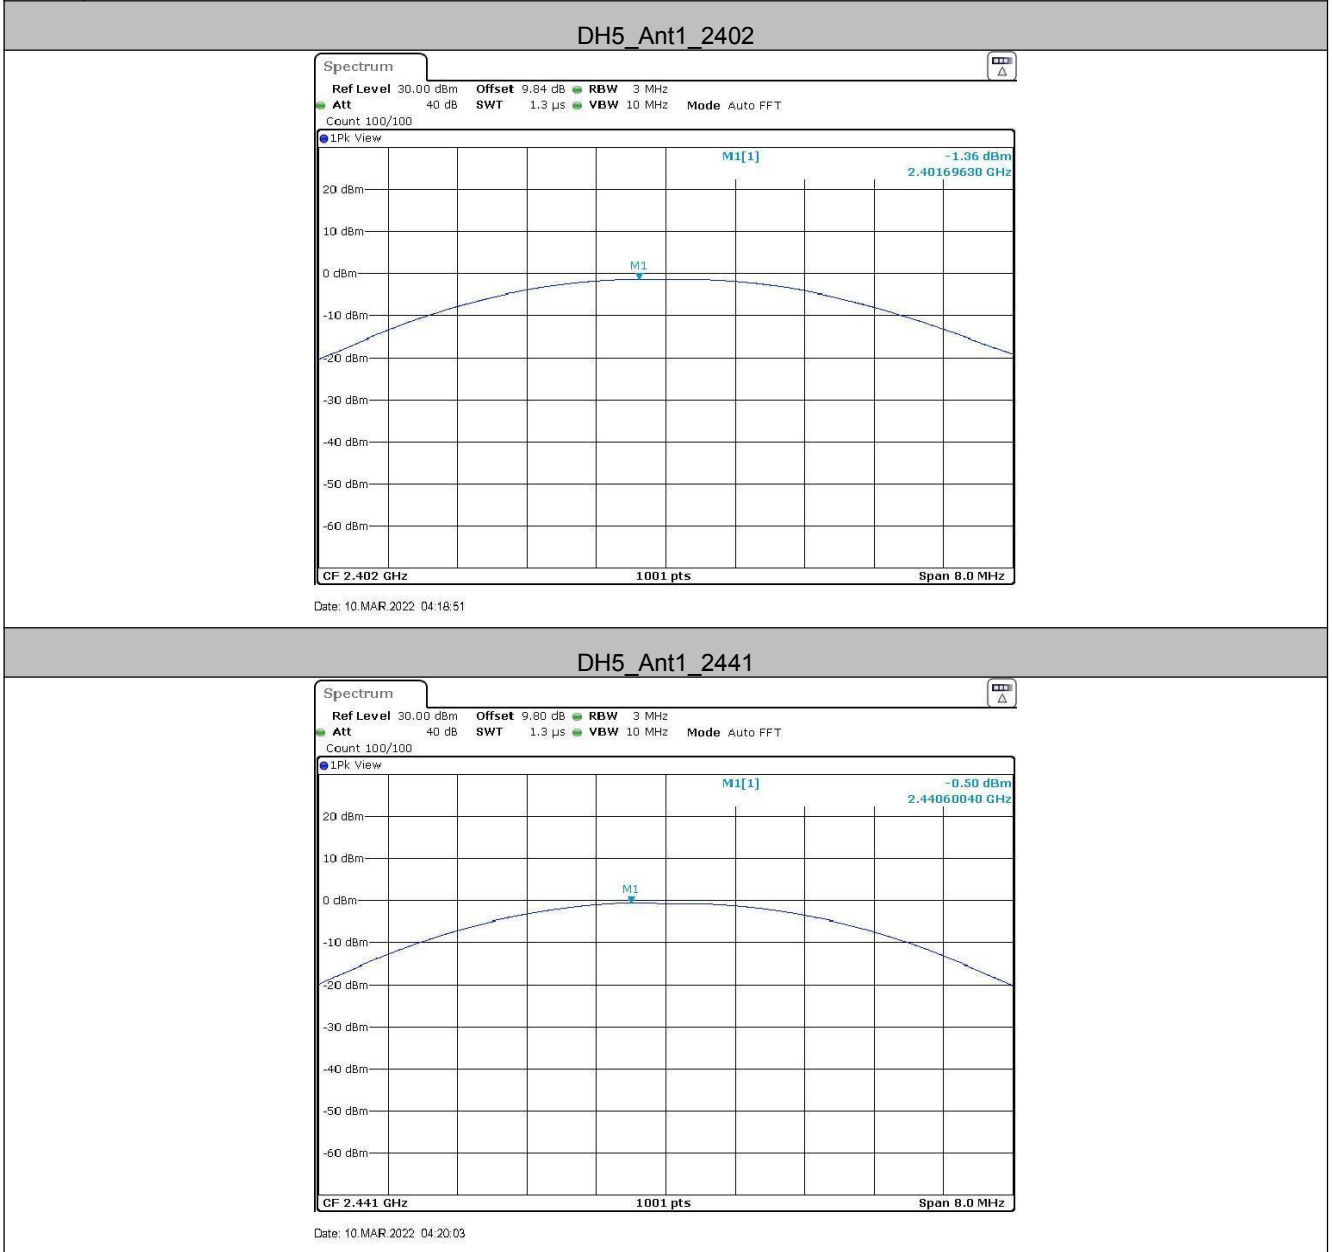 DH5_Ant1_2402
Spectrum
Ref Level 30.00 dBm Offset 9.84 dB RBW 3 MHz
Att 40 dB SWT 1.3 µs VBW 10 MHz Mode Auto FFT
Count 100/100
1Pk View
M1[1] -1.36 dBm
2.40169630 GHz
20 dBm
10 dBm
M1
0 dBm
-10 dBm
-20 dBm
-30 dBm
-40 dBm
-50 dBm
-60 dBm
CF 2.402 GHz 1001 pts Span 8.0 MHz
Date: 10.MAR.2022 04:18:51
DH5_Ant1_2441
Spectrum
Ref Level 30.00 dBm Offset 9.80 dB RBW 3 MHz
Att 40 dB SWT 1.3 µs VBW 10 MHz Mode Auto FFT
Count 100/100
1Pk View
M1[1] -0.50 dBm
2.44060040 GHz
20 dBm
10 dBm
M1
0 dBm
-10 dBm
-20 dBm
-30 dBm
-40 dBm
-50 dBm
-60 dBm
CF 2.441 GHz 1001 pts Span 8.0 MHz
Date: 10.MAR.2022 04:20:03